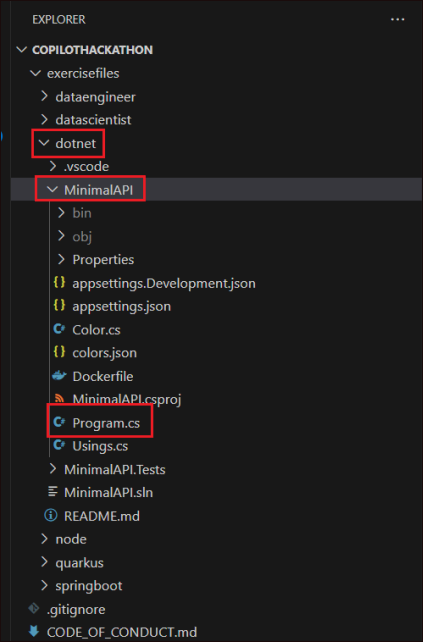 EXPLORER ...
COPILOTHACKATHON
exercisefiles
dataengineer
datascientist
dotnet
.vscode
MinimalAPI
bin
obj
Properties
{} appsettings.Development.json
{} appsettings.json
C# Color.cs
{} colors.json
Dockerfile
MinimalAPI.csproj
C# Program.cs
C# Usings.cs
MinimalAPI.Tests
MinimalAPI.sln
README.md
node
quarkus
springboot
.gitignore
CODE_OF_CONDUCT.md